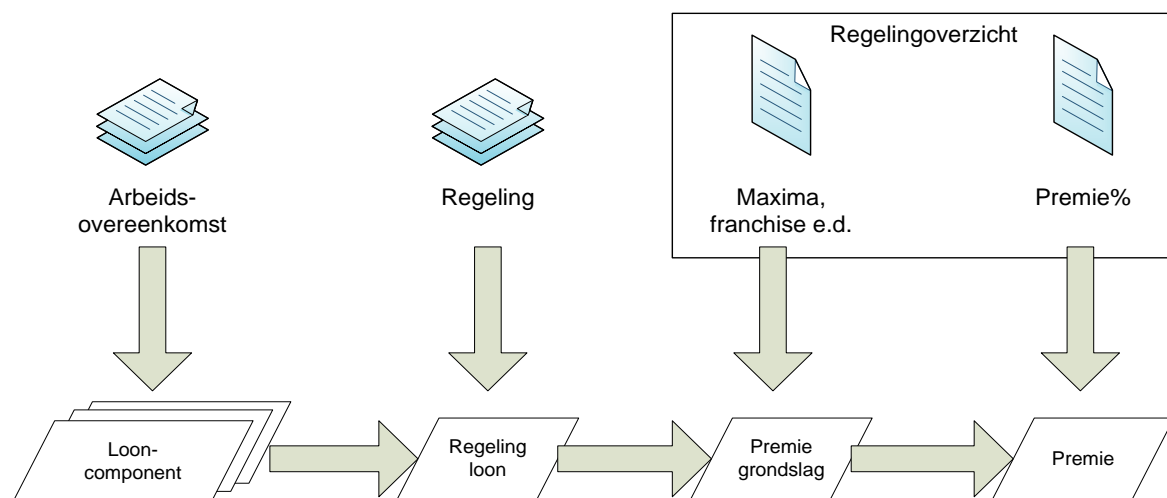 Regelingoverzicht
Arbeids-
overeenkomst
Regeling
Maxima,
franchise e.d.
Premie%
Loon-
component
Regeling
loon
Premie
grondslag
Premie